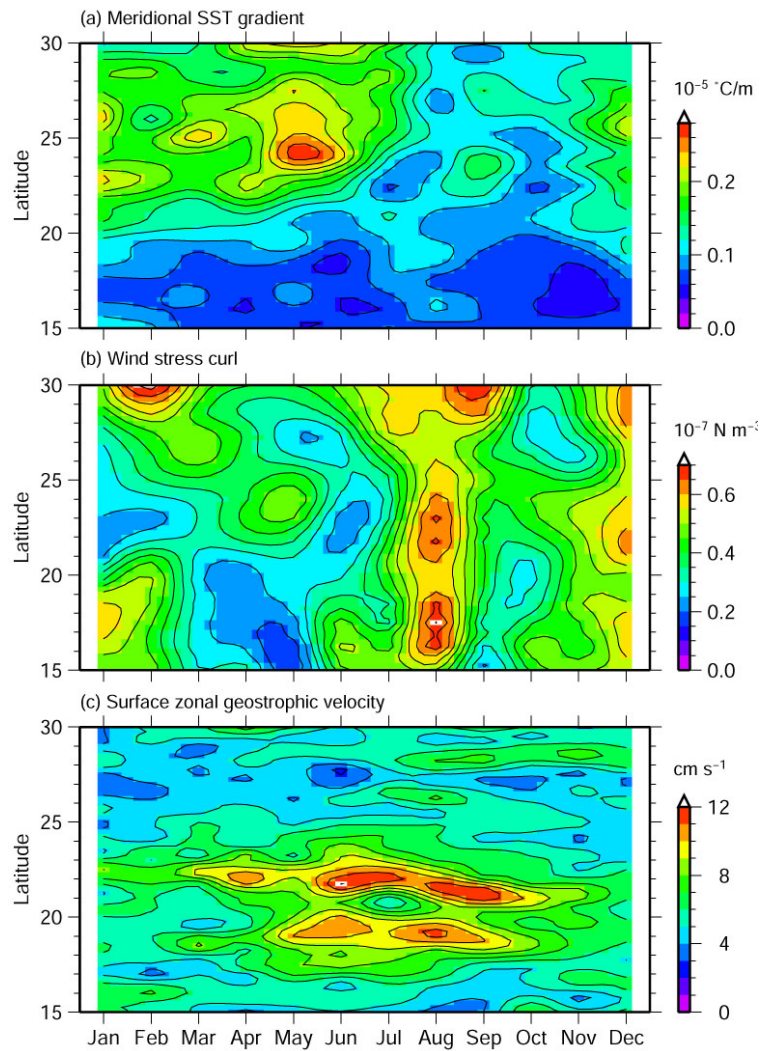 (a) Meridional SST gradient
30
25
20
15
Latitude
10⁻⁵ °C/m
0.2
0.1
0.0
(b) Wind stress curl
30
25
20
15
Latitude
10⁻⁷ N m⁻³
0.6
0.4
0.2
0.0
(c) Surface zonal geostrophic velocity
30
25
20
15
Latitude
cm s⁻¹
12
8
4
0
Jan Feb Mar Apr May Jun Jul Aug Sep Oct Nov Dec